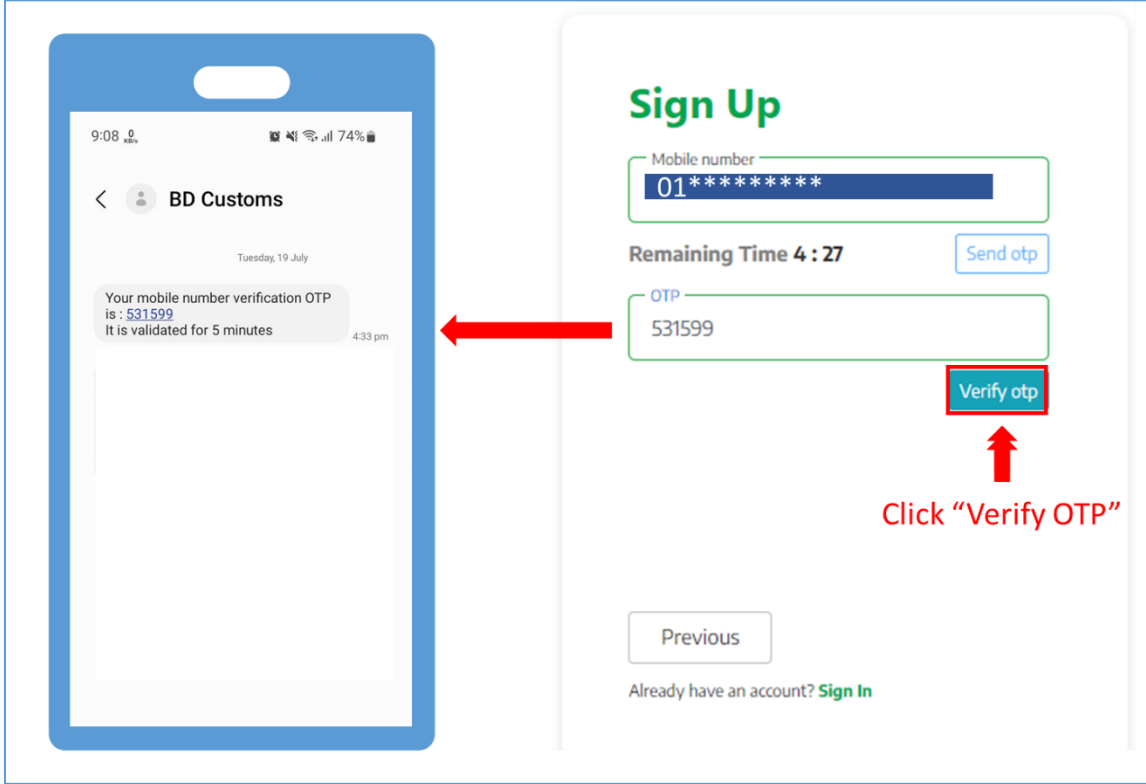 9:08 0 KB/s 74%
BD Customs
Tuesday, 19 July
Your mobile number verification OTP
is : 531599
It is validated for 5 minutes
4:33 pm
Sign Up
Mobile number
01*********
Remaining Time 4 : 27
Send otp
OTP
531599
Verify otp
Click “Verify OTP”
Previous
Already have an account? Sign In